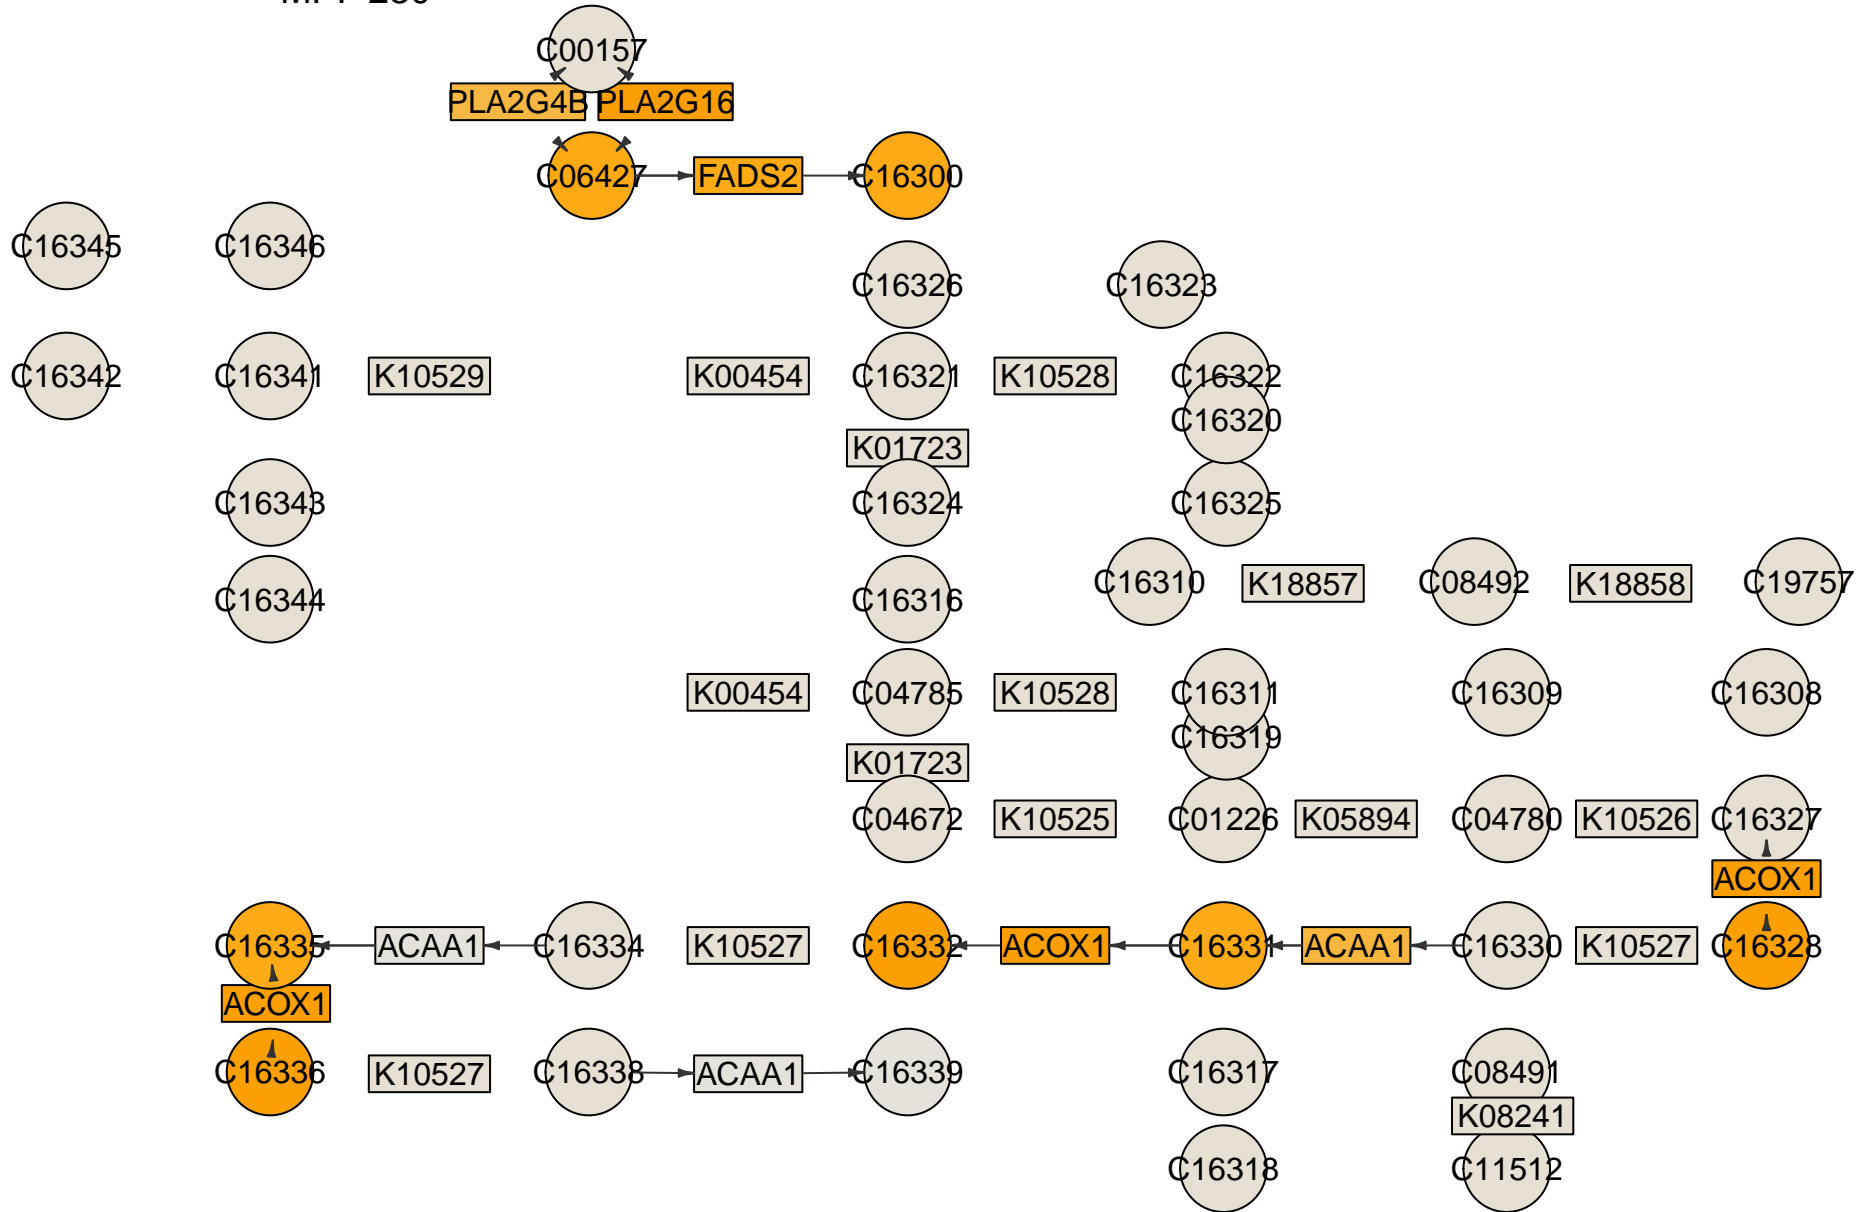 C00157
PLA2G4B PLA2G16
C06427 FADS2 C16300
C16345 C16346
C16326 C16323
C16342 C16341 K10529 K00454 C16321 K10528 C16322
C16320
K01723
C16343 C16324 C16325
C16310 K18857 C08492 K18858 C19757
C16344 C16316
K00454 C04785 K10528 C16311 C16309 C16308
C16319
K01723
C04672 K10525 C01226 K05894 C04780 K10526 C16327
ACOX1
C16335 ACAA1 C16334 K10527 C16332 ACOX1 C16331 ACAA1 C16330 K10527 C16328
ACOX1
C16336 K10527 C16338 ACAA1 C16339 C16317 C08491
K08241
C16318 C11512